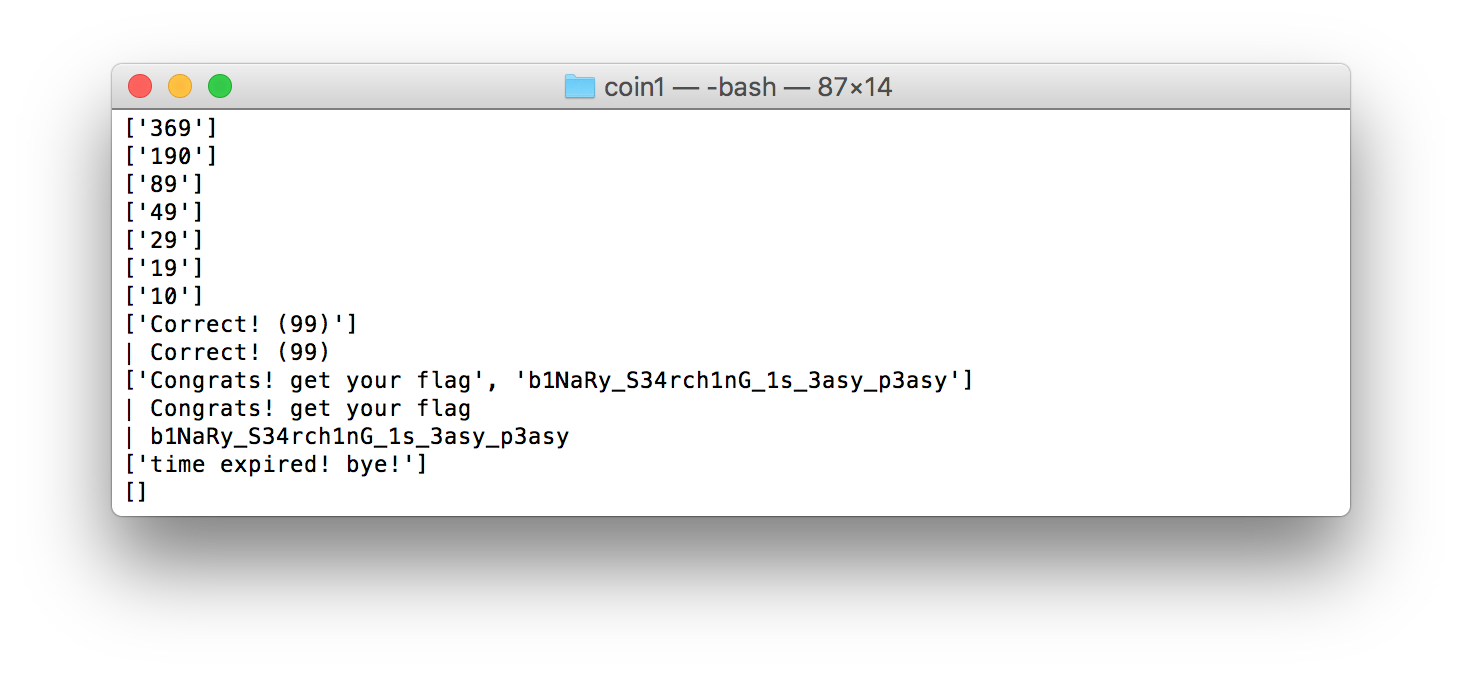 coin1 — -bash — 87×14
['369']
['190']
['89']
['49']
['29']
['19']
['10']
['Correct! (99)']
| Correct! (99)
['Congrats! get your flag', 'b1NaRy_S34rch1nG_1s_3asy_p3asy']
| Congrats! get your flag
| b1NaRy_S34rch1nG_1s_3asy_p3asy
['time expired! bye!']
[]